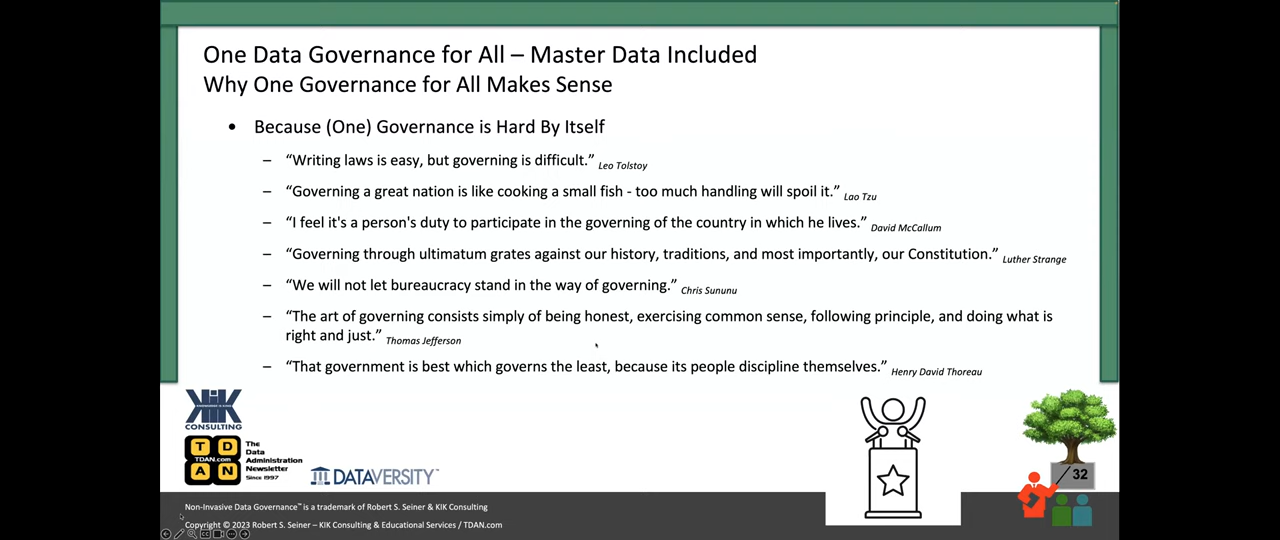 One Data Governance for All – Master Data Included
Why One Governance for All Makes Sense
• Because (One) Governance is Hard By Itself
– “Writing laws is easy, but governing is difficult.” Leo Tolstoy
– “Governing a great nation is like cooking a small fish - too much handling will spoil it.” Lao Tzu
– “I feel it's a person's duty to participate in the governing of the country in which he lives.” David McCallum
– “Governing through ultimatum grates against our history, traditions, and most importantly, our Constitution.” Luther Strange
– “We will not let bureaucracy stand in the way of governing.” Chris Sununu
– “The art of governing consists simply of being honest, exercising common sense, following principle, and doing what is
right and just.” Thomas Jefferson
– “That government is best which governs the least, because its people discipline themselves.” Henry David Thoreau
KIK
CONSULTING
TD
TDAN.com
AN
The
Data
Administration
Newsletter
Since 1997
DATAVERSITY™
/ 32
Non-Invasive Data Governance™ is a trademark of Robert S. Seiner & KIK Consulting
Copyright © 2023 Robert S. Seiner – KIK Consulting & Educational Services / TDAN.com